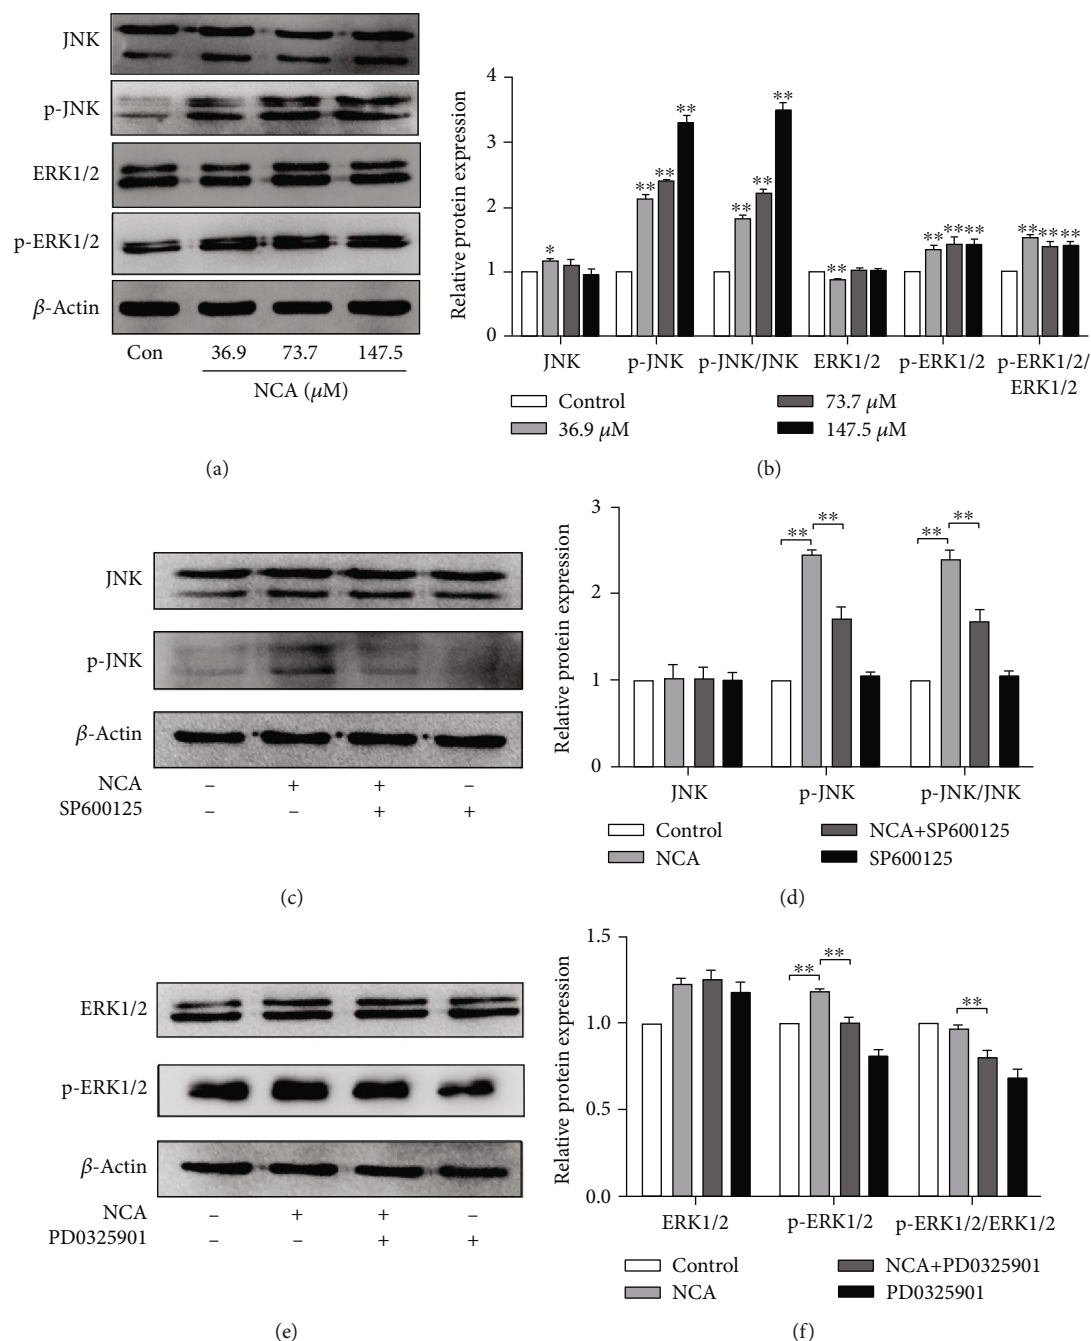 JNK
p-JNK
ERK1/2
p-ERK1/2
β-Actin
Con 36.9 73.7 147.5
NCA (μM)
(a)
Relative protein expression
4
3
2
1
0
*
**
**
**
**
**
**
**
**
**
**
**
**
**
JNK p-JNK p-JNK/JNK ERK1/2 p-ERK1/2 p-ERK1/2/
ERK1/2
Control
36.9 μM
73.7 μM
147.5 μM
(b)
JNK
p-JNK
β-Actin
NCA – + + –
SP600125 – – + +
(c)
Relative protein expression
3
2
1
0
**
**
**
**
JNK p-JNK p-JNK/JNK
Control
NCA
NCA+SP600125
SP600125
(d)
ERK1/2
p-ERK1/2
β-Actin
NCA – + + –
PD0325901 – – + +
(e)
Relative protein expression
1.5
1.0
0.5
0.0
**
**
**
ERK1/2 p-ERK1/2 p-ERK1/2/ERK1/2
Control
NCA
NCA+PD0325901
PD0325901
(f)